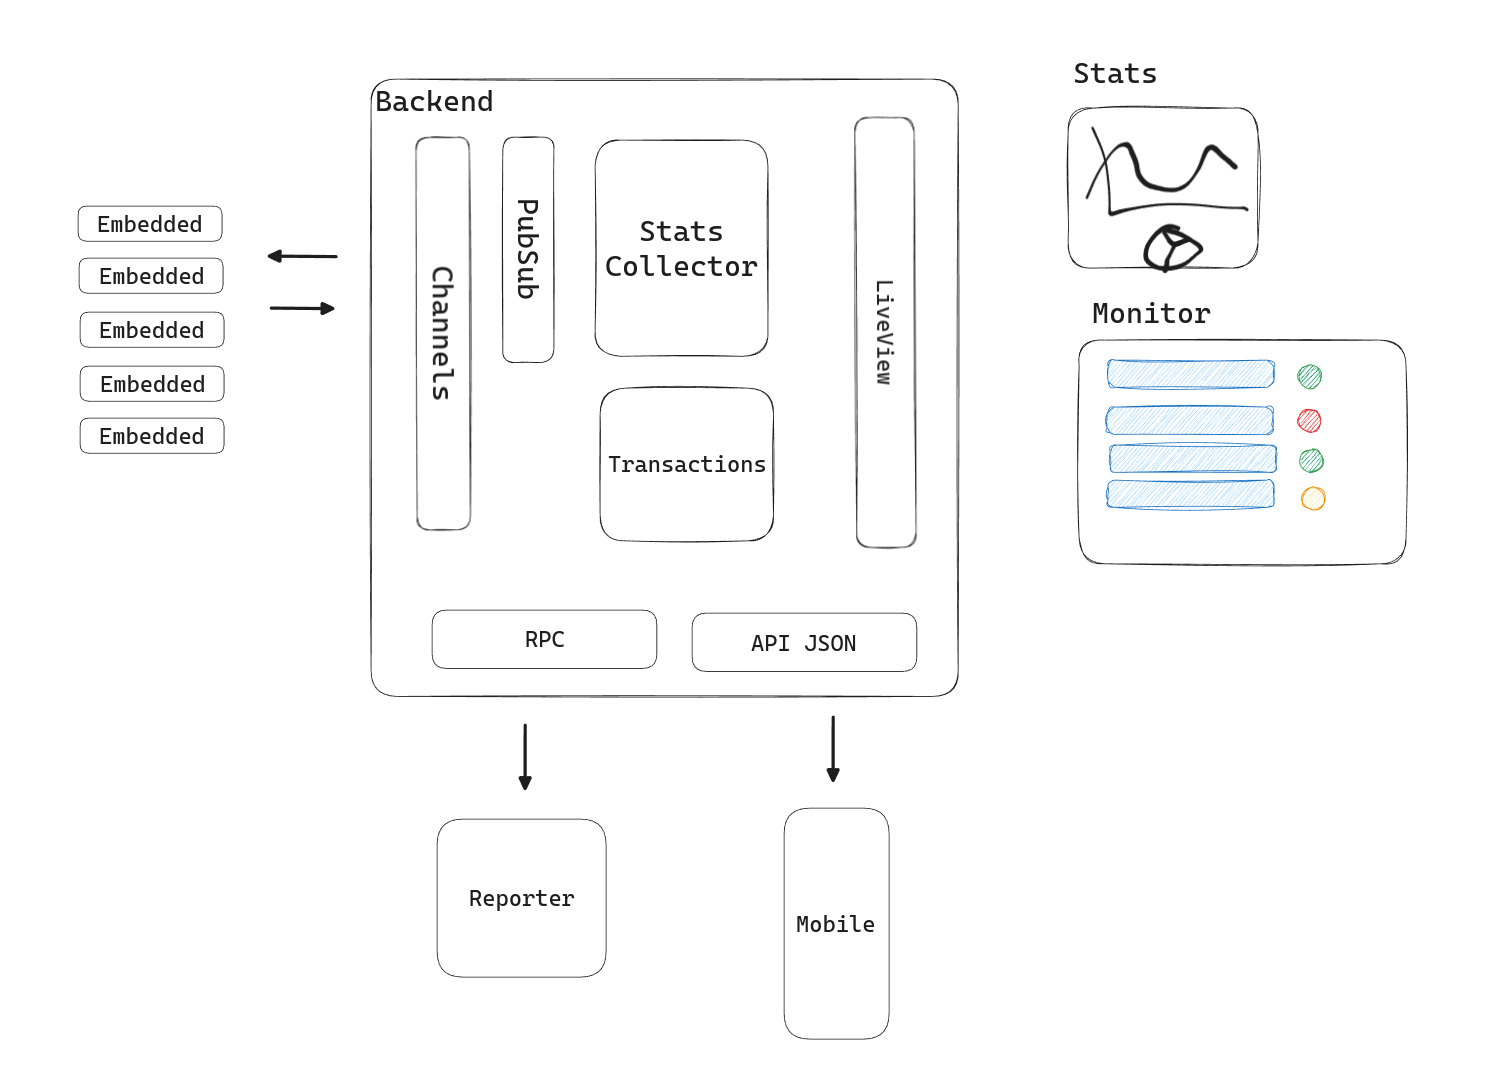 Stats
Backend
PubSub
Embedded
Stats
Collector
Embedded
Channels
LiveView
Monitor
Embedded
Embedded
Embedded
Transactions
RPC
API JSON
Reporter
Mobile